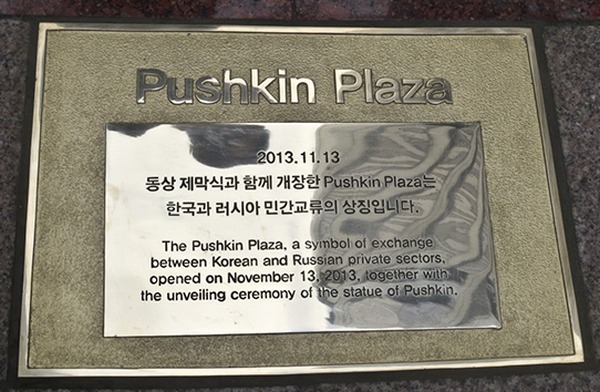 Pushkin Plaza
2013.11.13
동상 제막식과 함께 개장한 Pushkin Plaza는
한국과 러시아 민간교류의 상징입니다.
The Pushkin Plaza, a symbol of exchange
between Korean and Russian private sectors,
opened on November 13, 2013, together with
the unveiling ceremony of the statue of Pushkin.